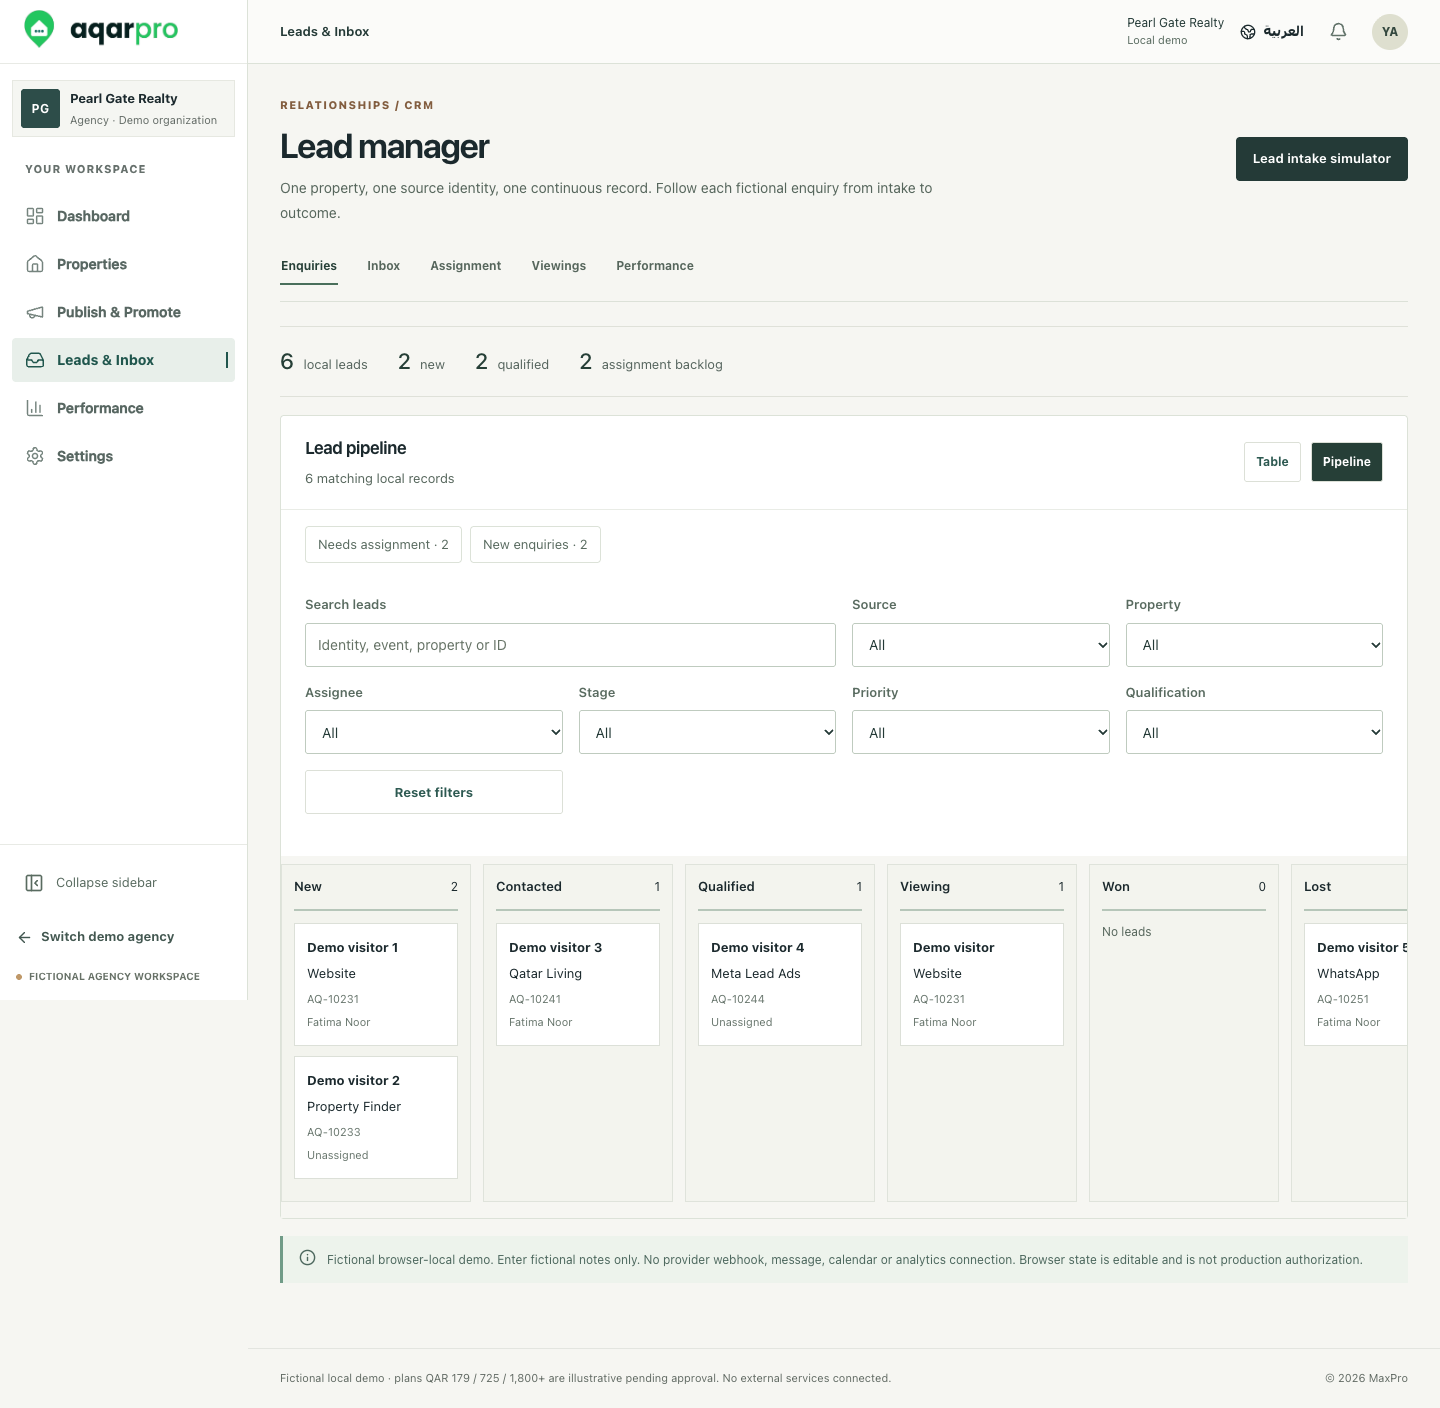 aqarpro
Leads & Inbox
Pearl Gate Realty
Local demo
العربية
YA
PG
Pearl Gate Realty
Agency · Demo organization
YOUR WORKSPACE
Dashboard
Properties
Publish & Promote
Leads & Inbox
Performance
Settings
Collapse sidebar
Switch demo agency
FICTIONAL AGENCY WORKSPACE
RELATIONSHIPS / CRM
Lead manager
One property, one source identity, one continuous record. Follow each fictional enquiry from intake to
outcome.
Lead intake simulator
Enquiries Inbox Assignment Viewings Performance
6 local leads 2 new 2 qualified 2 assignment backlog
Lead pipeline
6 matching local records
Table Pipeline
Needs assignment · 2 New enquiries · 2
Search leads Source Property
Identity, event, property or ID All All
Assignee Stage Priority Qualification
All All All All
Reset filters
New 2
Demo visitor 1
Website
AQ-10231
Fatima Noor
Demo visitor 2
Property Finder
AQ-10233
Unassigned
Contacted 1
Demo visitor 3
Qatar Living
AQ-10241
Fatima Noor
Qualified 1
Demo visitor 4
Meta Lead Ads
AQ-10244
Unassigned
Viewing 1
Demo visitor
Website
AQ-10231
Fatima Noor
Won 0
No leads
Lost
Demo visitor 5
WhatsApp
AQ-10251
Fatima Noor
Fictional browser-local demo. Enter fictional notes only. No provider webhook, message, calendar or analytics connection. Browser state is editable and is not production authorization.
Fictional local demo · plans QAR 179 / 725 / 1,800+ are illustrative pending approval. No external services connected.
© 2026 MaxPro